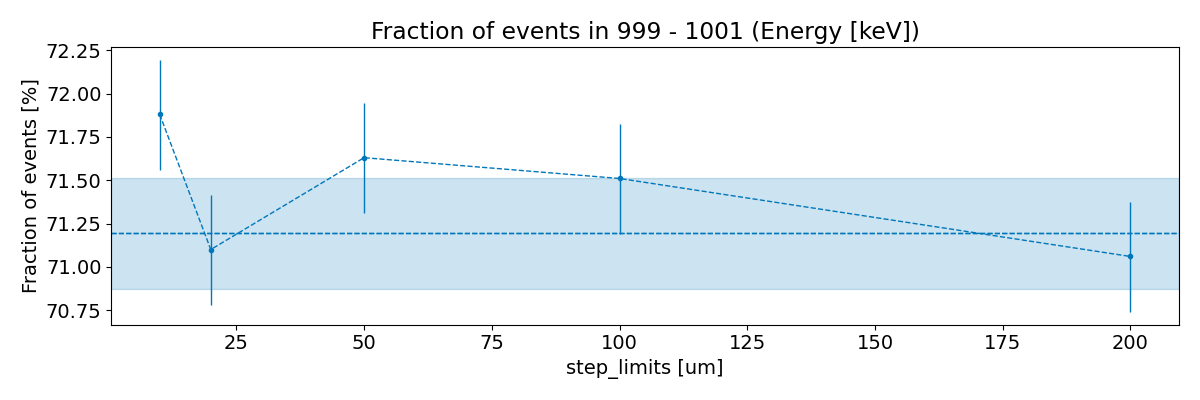 Fraction of events in 999 - 1001 (Energy [keV])
Fraction of events [%]
72.25
72.00
71.75
71.50
71.25
71.00
70.75
25 50 75 100 125 150 175 200
step_limits [um]